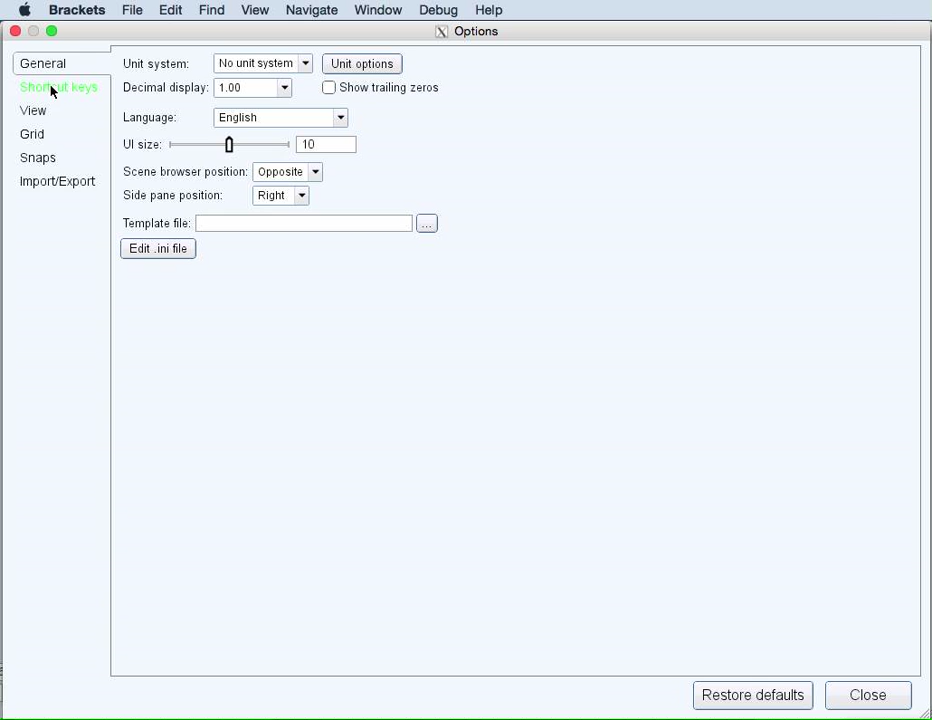 Brackets File Edit Find View Navigate Window Debug Help
Options
General
Shortcut keys
View
Grid
Snaps
Import/Export
Unit system: No unit system Unit options
Decimal display: 1.00 Show trailing zeros
Language: English
UI size: 10
Scene browser position: Opposite
Side pane position: Right
Template file: ...
Edit .ini file
Restore defaults Close